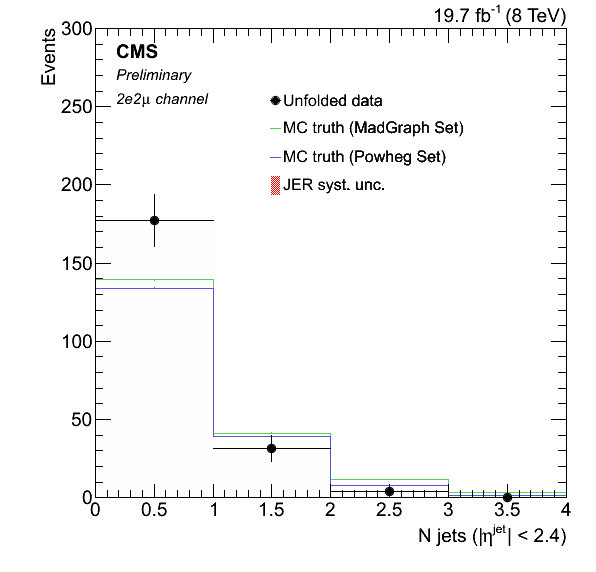 19.7 fb⁻¹ (8 TeV)
Events
CMS
Preliminary
2e2μ channel
Unfolded data
MC truth (MadGraph Set)
MC truth (Powheg Set)
JER syst. unc.
300
250
200
150
100
50
0
0 0.5 1 1.5 2 2.5 3 3.5 4
N jets (|η^jet| < 2.4)